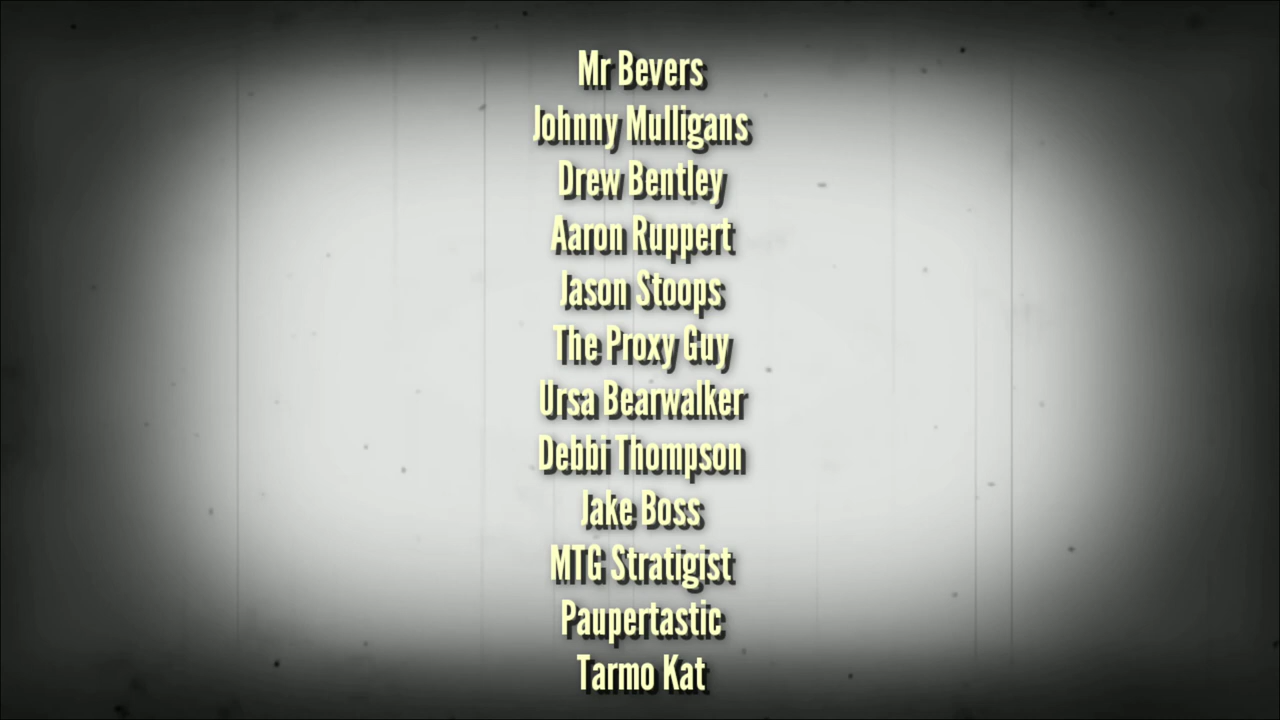 Mr Bevers
Johnny Mulligans
Drew Bentley
Aaron Ruppert
Jason Stoops
The Proxy Guy
Ursa Bearwalker
Debbi Thompson
Jake Boss
MTG Stratigist
Paupertastic
Tarmo Kat